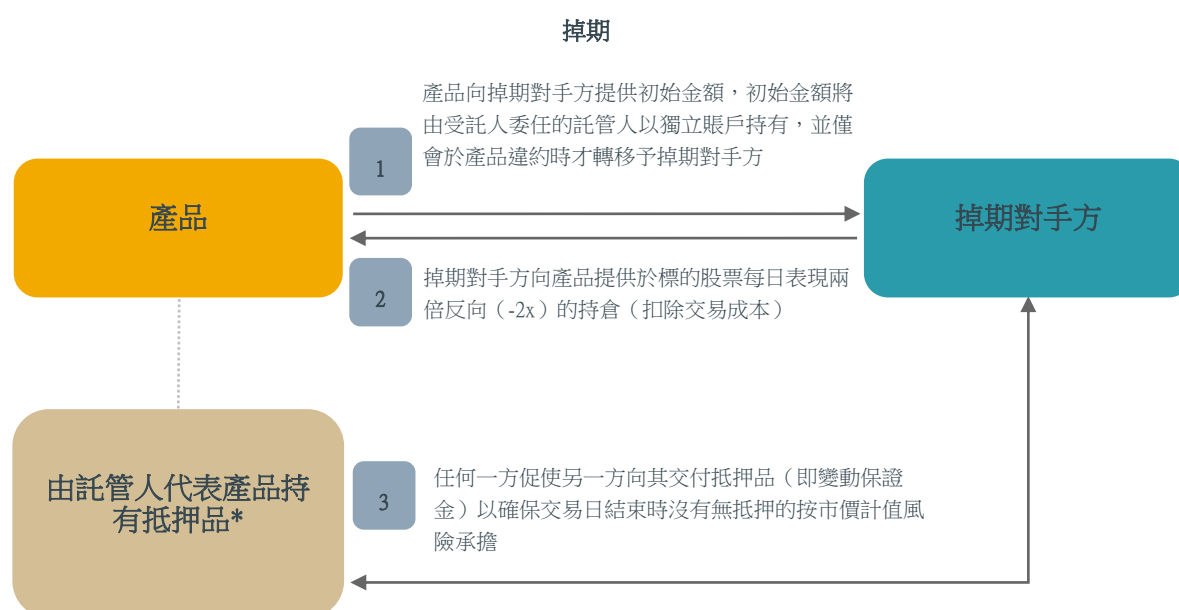 掉期
產品向掉期對手方提供初始金額，初始金額將
由受託人委任的託管人以獨立賬戶持有，並僅
會於產品違約時才轉移予掉期對手方
1
產品
掉期對手方
掉期對手方向產品提供於標的股票每日表現兩
倍反向（-2x）的持倉（扣除交易成本）
2
由託管人代表產品持
有抵押品*
3
任何一方促使另一方向其交付抵押品（即變動保證
金）以確保交易日結束時沒有無抵押的按市價計值風
險承擔